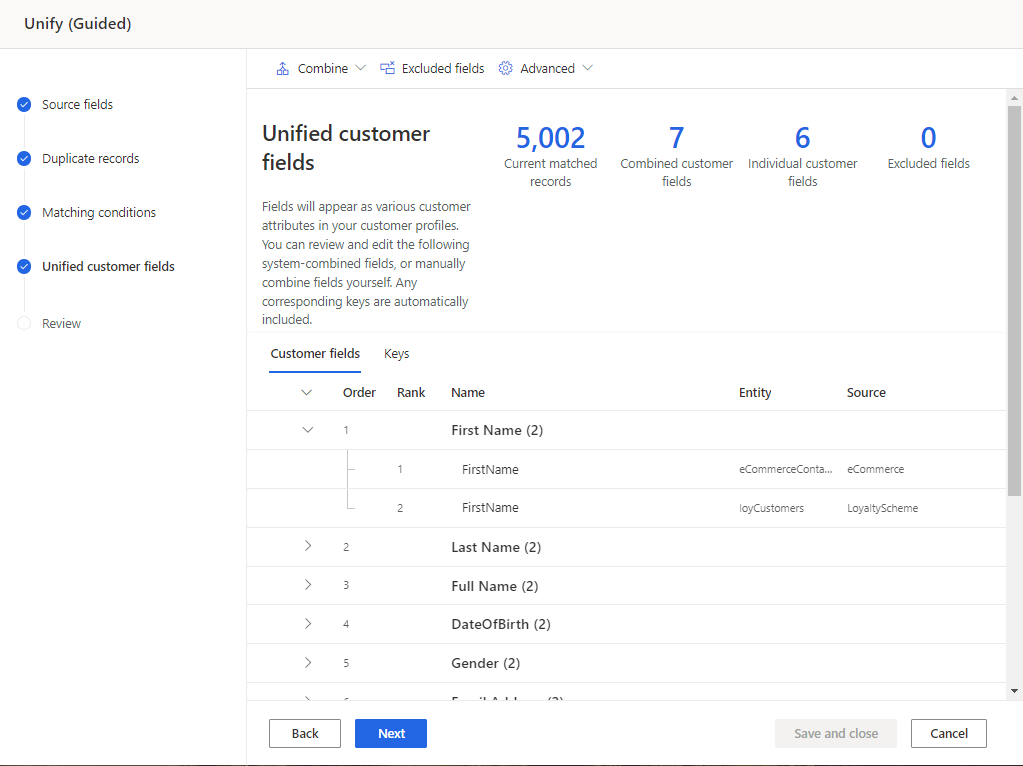 Unify (Guided)
Source fields
Duplicate records
Matching conditions
Unified customer fields
Review
Combine
Excluded fields
Advanced
Unified customer
fields
Fields will appear as various customer
attributes in your customer profiles.
You can review and edit the following
system-combined fields, or manually
combine fields yourself. Any
corresponding keys are automatically
included.
5,002
Current matched
records
7
Combined customer
fields
6
Individual customer
fields
0
Excluded fields
Customer fields Keys
Order Rank Name Entity Source
1 First Name (2)
1 FirstName eCommerceConta... eCommerce
2 FirstName loyCustomers LoyaltyScheme
2 Last Name (2)
3 Full Name (2)
4 DateOfBirth (2)
5 Gender (2)
Back Next Save and close Cancel